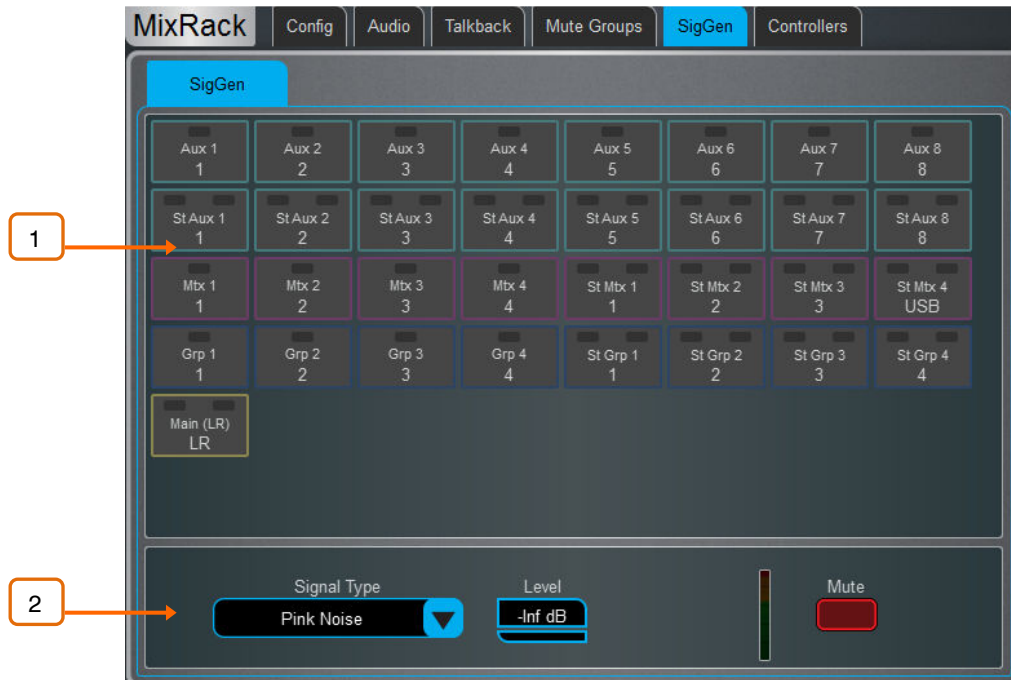 MixRack Config Audio Talkback Mute Groups SigGen Controllers
SigGen
Aux 1 Aux 2 Aux 3 Aux 4 Aux 5 Aux 6 Aux 7 Aux 8
1 2 3 4 5 6 7 8
St Aux 1 St Aux 2 St Aux 3 St Aux 4 St Aux 5 St Aux 6 St Aux 7 St Aux 8
1 2 3 4 5 6 7 8
1
Mtx 1 Mtx 2 Mtx 3 Mtx 4 St Mtx 1 St Mtx 2 St Mtx 3 St Mtx 4
1 2 3 4 1 2 3 USB
Grp 1 Grp 2 Grp 3 Grp 4 St Grp 1 St Grp 2 St Grp 3 St Grp 4
1 2 3 4 1 2 3 4
Main (LR)
LR
Signal Type Level Mute
2
Pink Noise -Inf dB